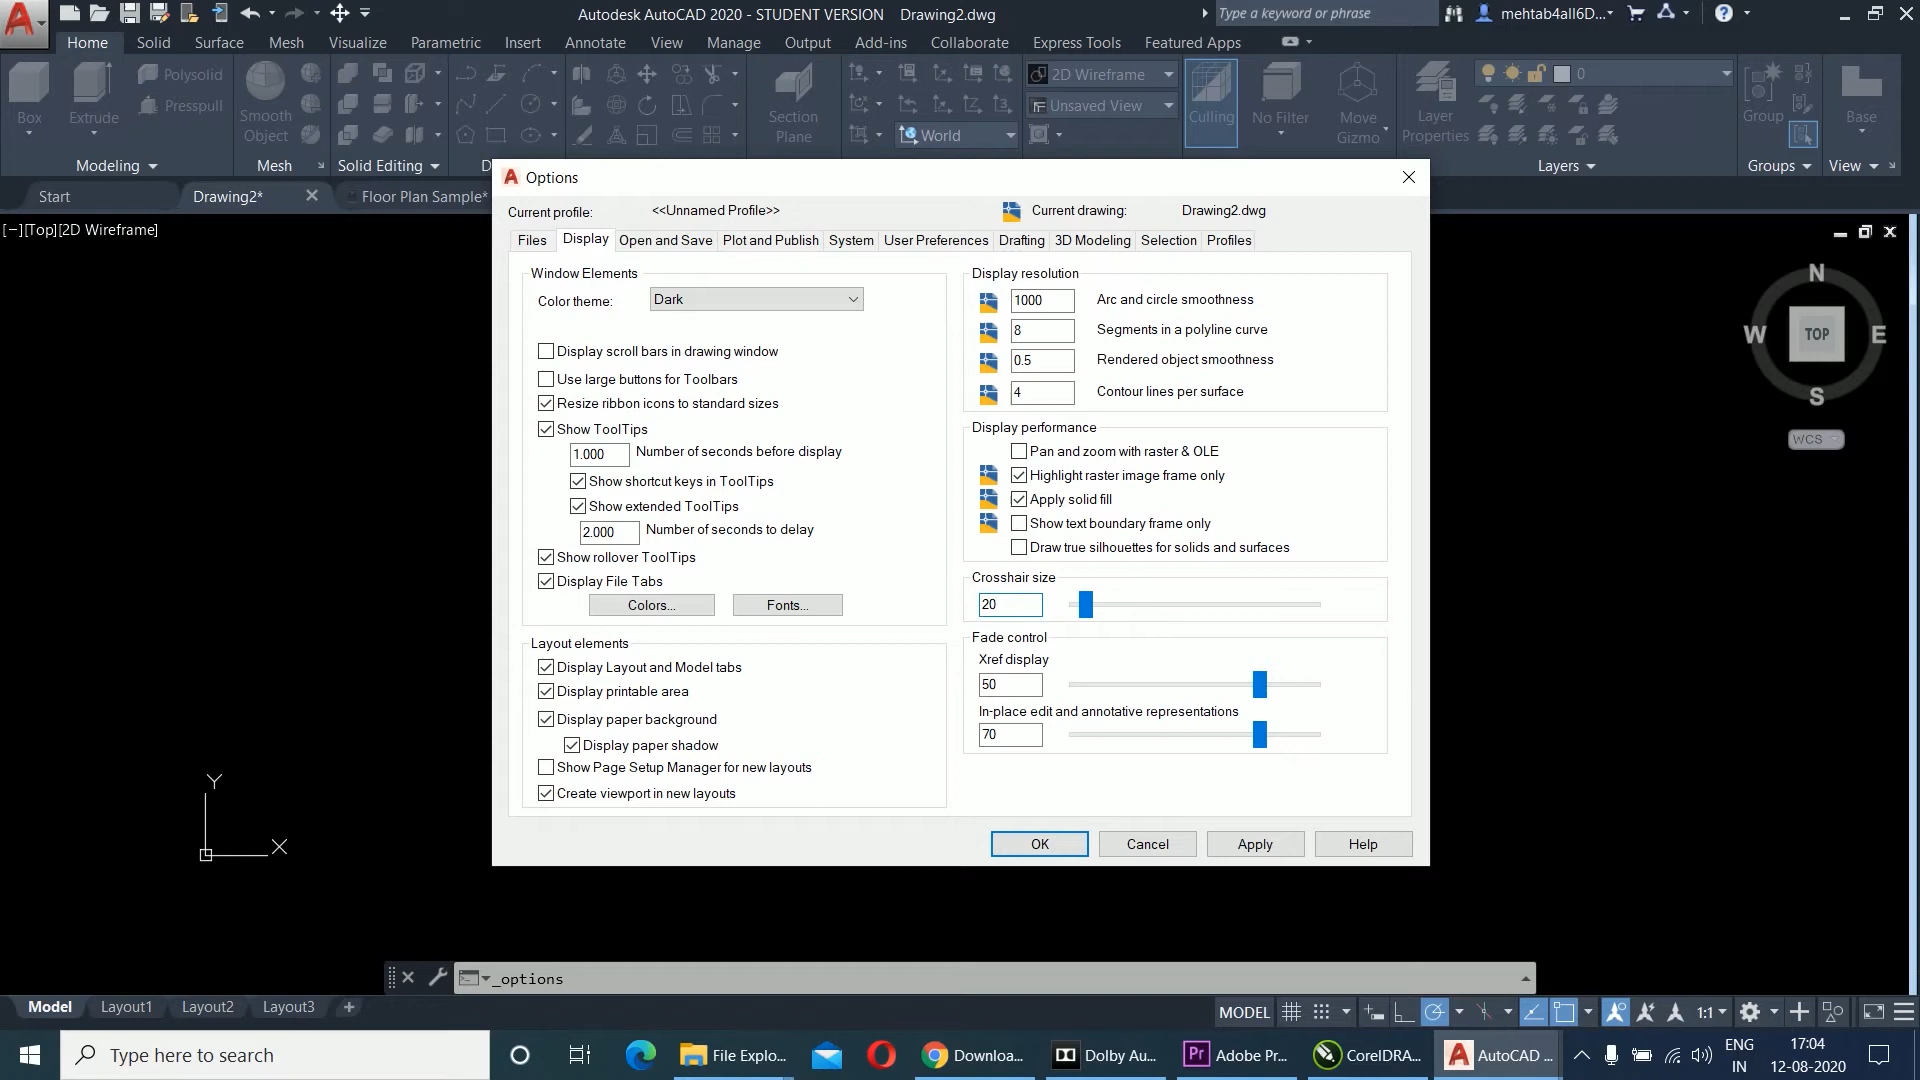 Autodesk AutoCAD 2020 - STUDENT VERSION Drawing2.dwg
Type a keyword or phrase
mehtab4all6D...
Home Solid Surface Mesh Visualize Parametric Insert Annotate View Manage Output Add-ins Collaborate Express Tools Featured Apps
Box
Extrude
Polysolid
Presspull
Smooth
Object
Section
Plane
World
2D Wireframe
Unsaved View
Culling
No Filter
Move
Gizmo
Layer
Properties
0
Group
Base
Modeling
Mesh
Solid Editing
Layers
Groups
View
Start
Drawing2*
Floor Plan Sample*
[−][Top][2D Wireframe]
N
W
TOP
E
S
WCS
Options
Current profile:
<<Unnamed Profile>>
Current drawing:
Drawing2.dwg
Files Display Open and Save Plot and Publish System User Preferences Drafting 3D Modeling Selection Profiles
Window Elements
Color theme:
Dark
Display scroll bars in drawing window
Use large buttons for Toolbars
Resize ribbon icons to standard sizes
Show ToolTips
1.000 Number of seconds before display
Show shortcut keys in ToolTips
Show extended ToolTips
2.000 Number of seconds to delay
Show rollover ToolTips
Display File Tabs
Colors...
Fonts...
Layout elements
Display Layout and Model tabs
Display printable area
Display paper background
Display paper shadow
Show Page Setup Manager for new layouts
Create viewport in new layouts
Display resolution
1000 Arc and circle smoothness
8 Segments in a polyline curve
0.5 Rendered object smoothness
4 Contour lines per surface
Display performance
Pan and zoom with raster & OLE
Highlight raster image frame only
Apply solid fill
Show text boundary frame only
Draw true silhouettes for solids and surfaces
Crosshair size
20
Fade control
Xref display
50
In-place edit and annotative representations
70
OK
Cancel
Apply
Help
Y
X
_options
Model Layout1 Layout2 Layout3
MODEL
1:1
Type here to search
File Explo...
Downloa...
Dolby Au...
Adobe Pr...
CorelDRA...
AutoCAD ...
ENG
IN
17:04
12-08-2020